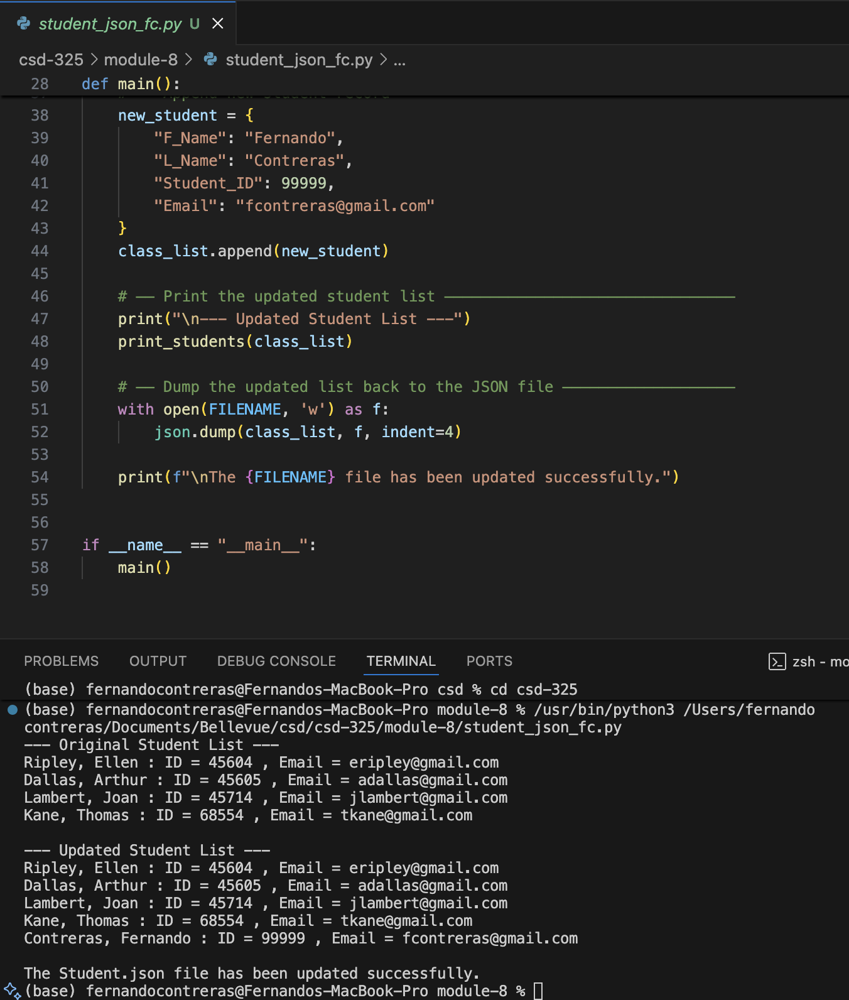 student_json_fc.py U
csd-325 > module-8 > student_json_fc.py > ...
28 def main():
38 new_student = {
39 "F_Name": "Fernando",
40 "L_Name": "Contreras",
41 "Student_ID": 99999,
42 "Email": "fcontreras@gmail.com"
43 }
44 class_list.append(new_student)
45
46 # —— Print the updated student list ————————————————————————————————
47 print("\n--- Updated Student List ---")
48 print_students(class_list)
49
50 # —— Dump the updated list back to the JSON file ———————————————————
51 with open(FILENAME, 'w') as f:
52 json.dump(class_list, f, indent=4)
53
54 print(f"\nThe {FILENAME} file has been updated successfully.")
55
56
57 if __name__ == "__main__":
58 main()
59
PROBLEMS OUTPUT DEBUG CONSOLE TERMINAL PORTS zsh - mo
(base) fernandocontreras@Fernandos-MacBook-Pro csd % cd csd-325
(base) fernandocontreras@Fernandos-MacBook-Pro module-8 % /usr/bin/python3 /Users/fernando
contreras/Documents/Bellevue/csd/csd-325/module-8/student_json_fc.py
--- Original Student List ---
Ripley, Ellen : ID = 45604 , Email = eripley@gmail.com
Dallas, Arthur : ID = 45605 , Email = adallas@gmail.com
Lambert, Joan : ID = 45714 , Email = jlambert@gmail.com
Kane, Thomas : ID = 68554 , Email = tkane@gmail.com
--- Updated Student List ---
Ripley, Ellen : ID = 45604 , Email = eripley@gmail.com
Dallas, Arthur : ID = 45605 , Email = adallas@gmail.com
Lambert, Joan : ID = 45714 , Email = jlambert@gmail.com
Kane, Thomas : ID = 68554 , Email = tkane@gmail.com
Contreras, Fernando : ID = 99999 , Email = fcontreras@gmail.com
The Student.json file has been updated successfully.
(base) fernandocontreras@Fernandos-MacBook-Pro module-8 %